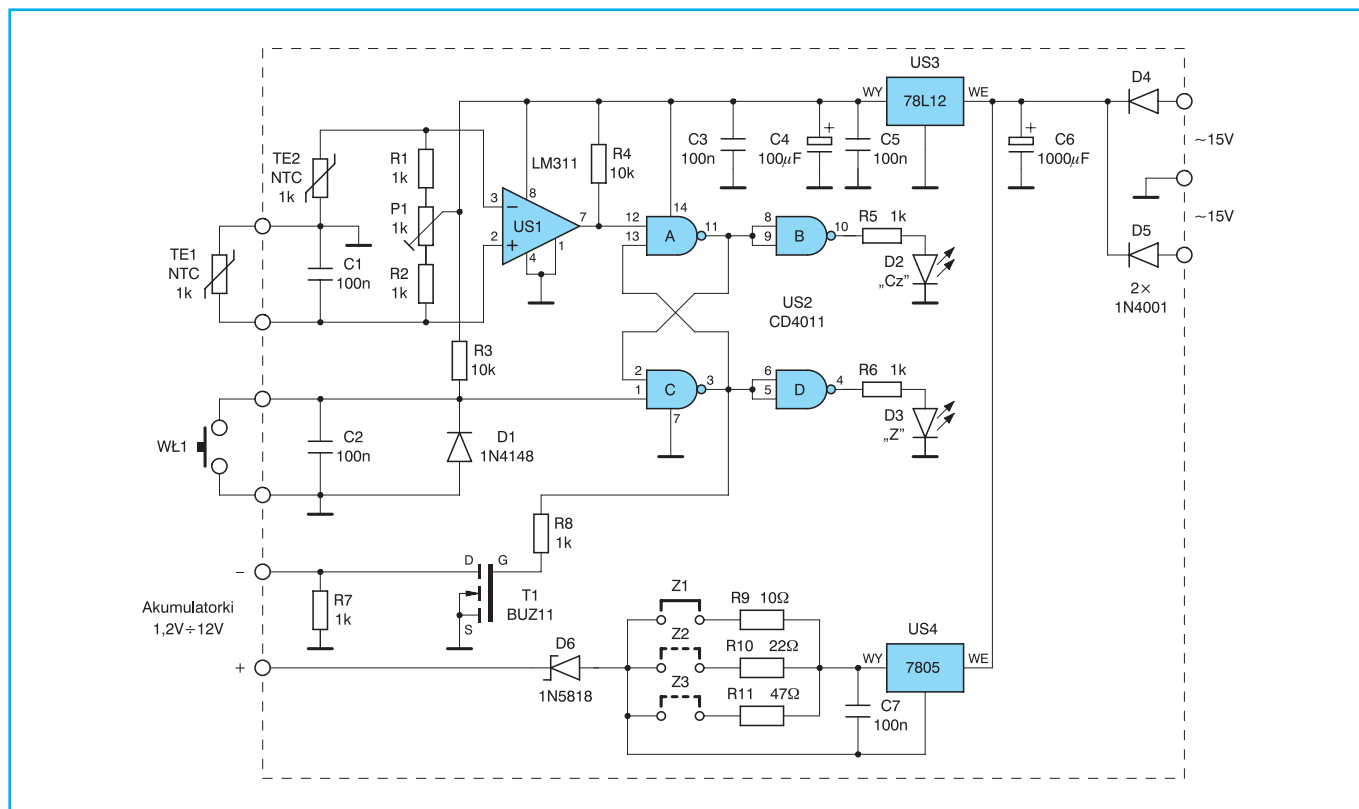 US3
D4
WY
78L12
WE
~15V
TE2
NTC
1k
R1
1k
LM311
R4
10k
C3
100n
C4
100µF
+
C5
100n
+
C6
1000µF
P1
1k
3
8
US1
7
2
4
1
12
13
14
A
11
8
9
B
10
R5 1k
D2
„Cz"
~15V
D5
2×
1N4001
TE1
NTC
1k
C1
100n
R2
1k
US2
CD4011
R3
10k
2
1
C
3
7
6
5
D
4
R6 1k
D3
„Z"
WŁ1
C2
100n
D1
1N4148
R8
1k
–
D
G
T1
BUZ11
S
Akumulatorki
1,2V÷12V
R7
1k
+
D6
1N5818
Z1
R9 10Ω
Z2
R10 22Ω
Z3
R11 47Ω
US4
WY
7805
WE
C7
100n